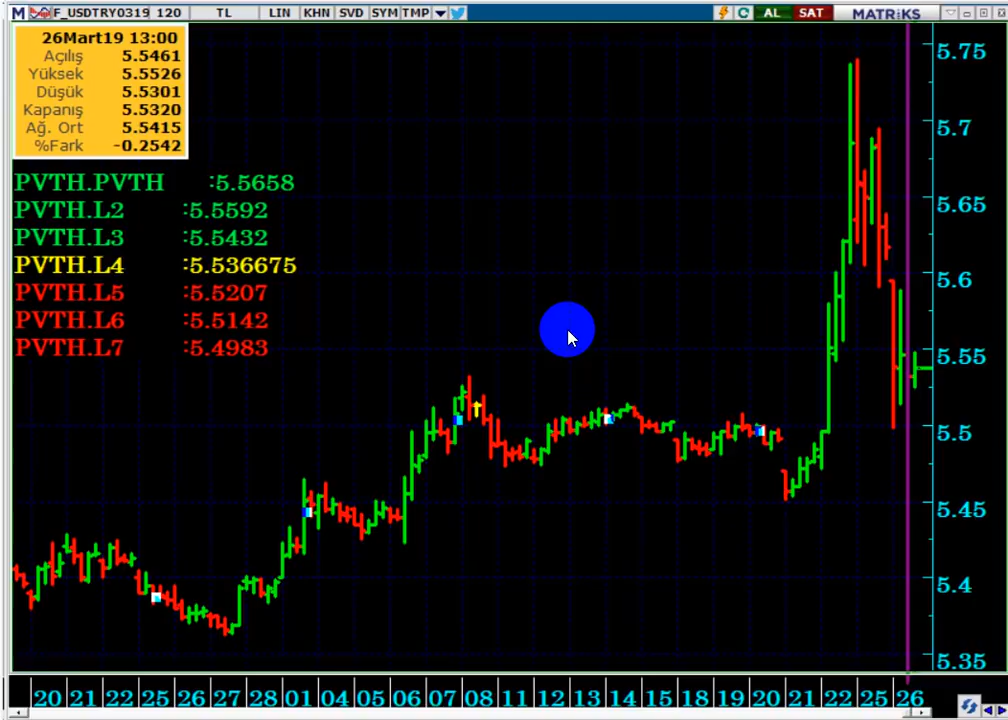 M F_USDTRY0319 120 TL LIN KHN SVD SYM TMP AL SAT MATRiKS
26Mart19 13:00
Açılış 5.5461
Yüksek 5.5526
Düşük 5.5301
Kapanış 5.5320
Ağ. Ort 5.5415
%Fark -0.2542
PVTH.PVTH :5.5658
PVTH.L2 :5.5592
PVTH.L3 :5.5432
PVTH.L4 :5.536675
PVTH.L5 :5.5207
PVTH.L6 :5.5142
PVTH.L7 :5.4983
5.75
5.7
5.65
5.6
5.55
5.5
5.45
5.4
5.35
20 21 22 25 26 27 28 01 04 05 06 07 08 11 12 13 14 15 18 19 20 21 22 25 26